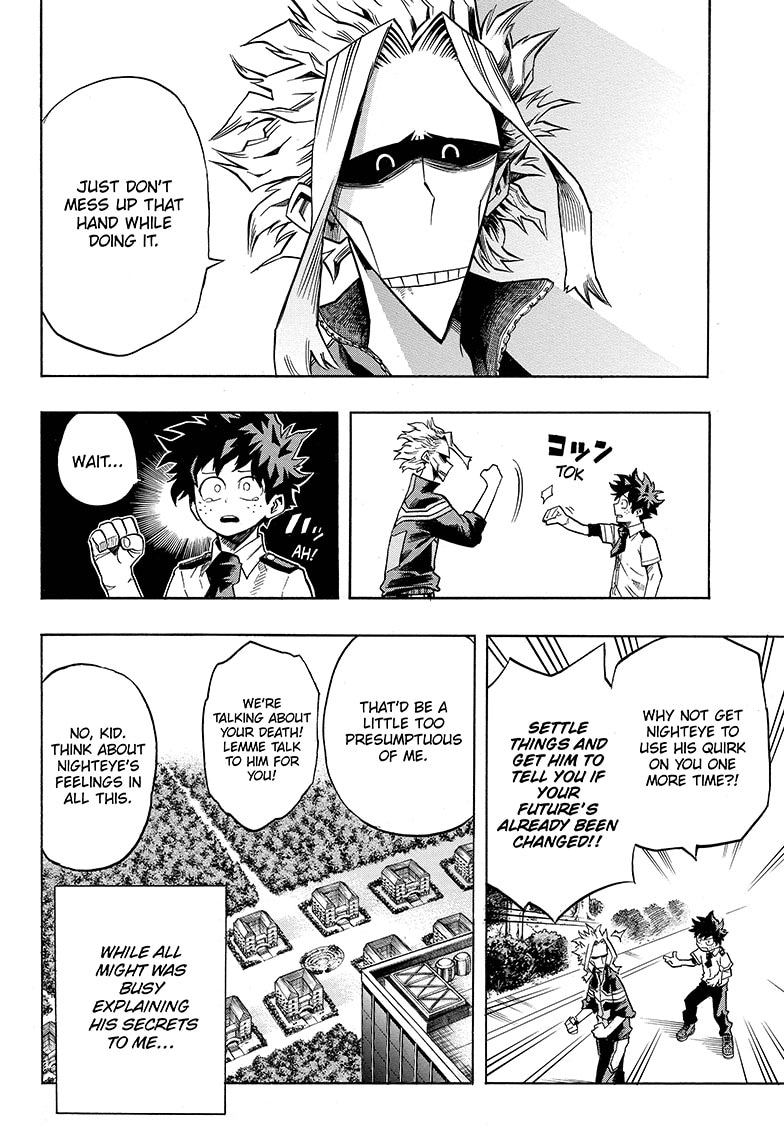 JUST DON'T
MESS UP THAT
HAND WHILE
DOING IT.
コツン
TOK
WAIT...
ハッ
AH!
WHY NOT GET
NIGHTEYE TO
USE HIS QUIRK
ON YOU ONE
MORE TIME?!
SETTLE
THINGS AND
GET HIM TO
TELL YOU IF
YOUR
FUTURE'S
ALREADY BEEN
CHANGED!!
THAT'D BE A
LITTLE TOO
PRESUMPTUOUS
OF ME.
WE'RE
TALKING ABOUT
YOUR DEATH!
LEMME TALK
TO HIM FOR
YOU!
NO, KID.
THINK ABOUT
NIGHTEYE'S
FEELINGS IN
ALL THIS.
WHILE ALL
MIGHT WAS
BUSY
EXPLAINING
HIS SECRETS
TO ME...